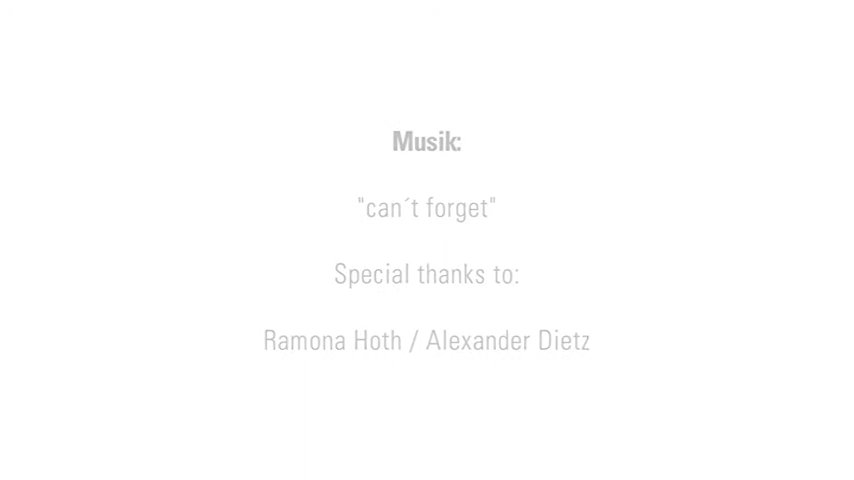 Musik:
"can´t forget"
Special thanks to:
Ramona Hoth / Alexander Dietz